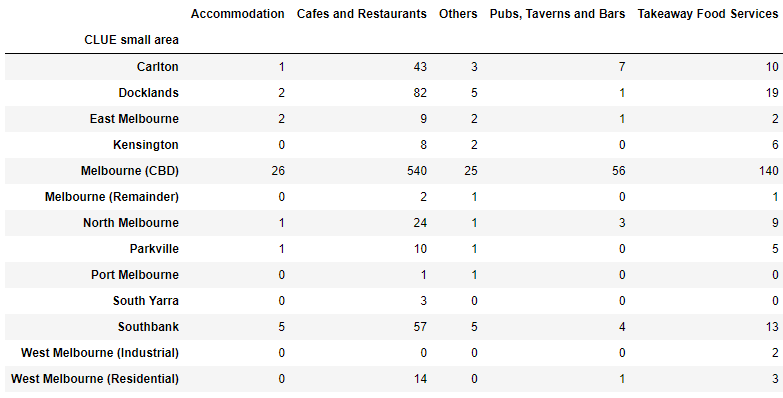 Accommodation Cafes and Restaurants Others Pubs, Taverns and Bars Takeaway Food Services
CLUE small area
Carlton 1 43 3 7 10
Docklands 2 82 5 1 19
East Melbourne 2 9 2 1 2
Kensington 0 8 2 0 6
Melbourne (CBD) 26 540 25 56 140
Melbourne (Remainder) 0 2 1 0 1
North Melbourne 1 24 1 3 9
Parkville 1 10 1 0 5
Port Melbourne 0 1 1 0 0
South Yarra 0 3 0 0 0
Southbank 5 57 5 4 13
West Melbourne (Industrial) 0 0 0 0 2
West Melbourne (Residential) 0 14 0 1 3